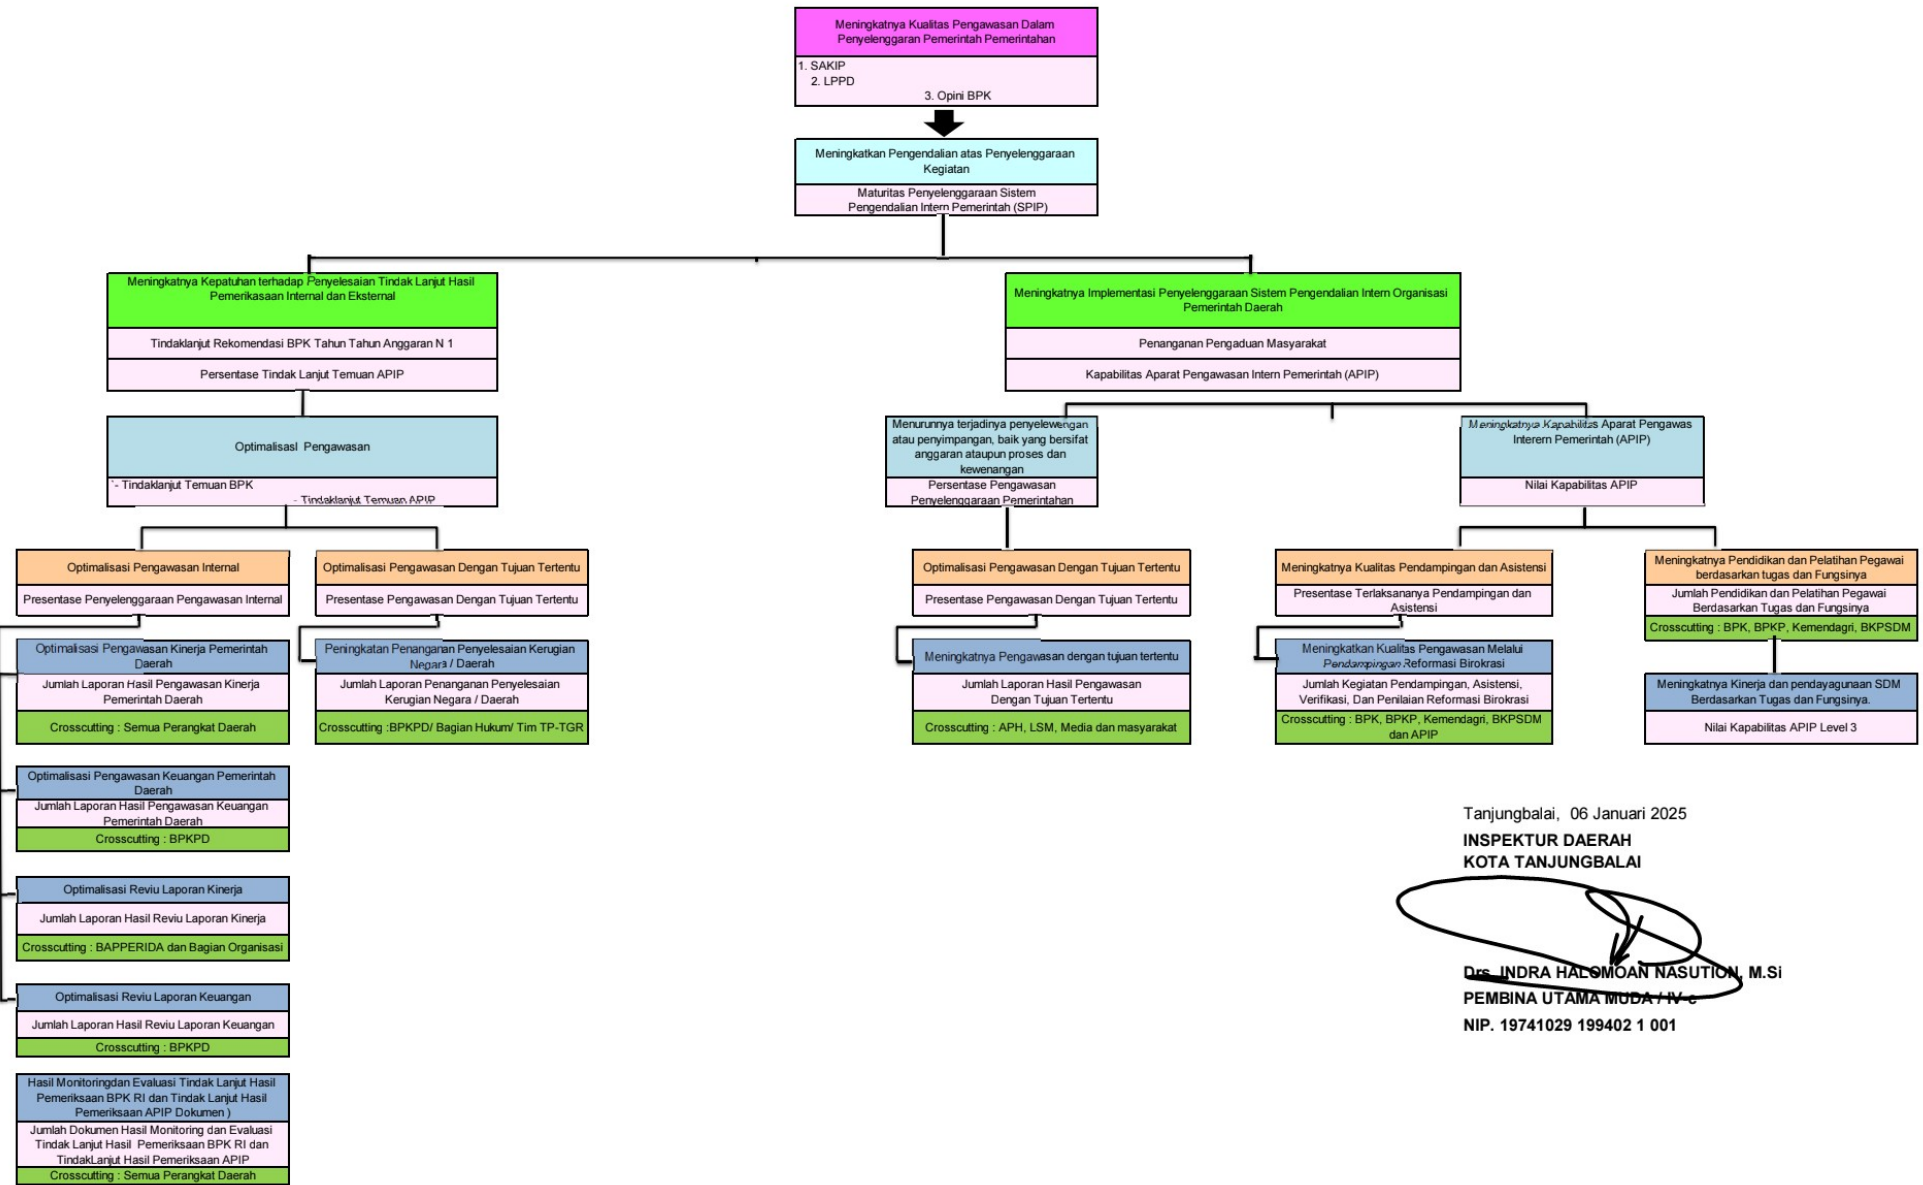 Meningkatnya Kualitas Pengawasan Dalam
Penyelenggaran Pemerintah Pemerintahan
1. SAKIP
2. LPPD
3. Opini BPK
Meningkatkan Pengendalian atas Penyelenggaraan
Kegiatan
Maturitas Penyelenggaraan Sistem
Pengendalian Intern Pemerintah (SPIP)
Meningkatnya Kepatuhan terhadap Penyelesaian Tindak Lanjut Hasil
Pemerikasaan Internal dan Eksternal
Tindaklanjut Rekomendasi BPK Tahun Tahun Anggaran N 1
Persentase Tindak Lanjut Temuan APIP
Meningkatnya Implementasi Penyelenggaraan Sistem Pengendalian Intern Organisasi
Pemerintah Daerah
Penanganan Pengaduan Masyarakat
Kapabilitas Aparat Pengawasan Intern Pemerintah (APIP)
Optimalisasl Pengawasan
`- Tindaklanjut Temuan BPK
- Tindaklanjut Temuan APIP
Menurunnya terjadinya penyelewengan
atau penyimpangan, baik yang bersifat
anggaran ataupun proses dan
kewenangan
Persentase Pengawasan
Penyelenggaraan Pemerintahan
Meningkatnya Kapabilitas Aparat Pengawas
Interern Pemerintah (APIP)
Nilai Kapabilitas APIP
Optimalisasi Pengawasan Internal
Presentase Penyelenggaraan Pengawasan Internal
Optimalisasi Pengawasan Dengan Tujuan Tertentu
Presentase Pengawasan Dengan Tujuan Tertentu
Optimalisasi Pengawasan Dengan Tujuan Tertentu
Presentase Pengawasan Dengan Tujuan Tertentu
Meningkatnya Kualitas Pendampingan dan Asistensi
Presentase Terlaksananya Pendampingan dan
Asistensi
Meningkatnya Pendidikan dan Pelatihan Pegawai
berdasarkan tugas dan Fungsinya
Jumlah Pendidikan dan Pelatihan Pegawai
Berdasarkan Tugas dan Fungsinya
Crosscutting : BPK, BPKP, Kemendagri, BKPSDM
Optimalisasi Pengawasan Kinerja Pemerintah
Daerah
Jumlah Laporan Hasil Pengawasan Kinerja
Pemerintah Daerah
Crosscutting : Semua Perangkat Daerah
Peningkatan Penanganan Penyelesaian Kerugian
Negara / Daerah
Jumlah Laporan Penanganan Penyelesaian
Kerugian Negara / Daerah
Crosscutting :BPKPD/ Bagian Hukum/ Tim TP-TGR
Meningkatnya Pengawasan dengan tujuan tertentu
Jumlah Laporan Hasil Pengawasan
Dengan Tujuan Tertentu
Crosscutting : APH, LSM, Media dan masyarakat
Meningkatkan Kualitas Pengawasan Melalui
Pendampingan Reformasi Birokrasi
Jumlah Kegiatan Pendampingan, Asistensi,
Verifikasi, Dan Penilaian Reformasi Birokrasi
Crosscutting : BPK, BPKP, Kemendagri, BKPSDM
dan APIP
Meningkatnya Kinerja dan pendayagunaan SDM
Berdasarkan Tugas dan Fungsinya.
Nilai Kapabilitas APIP Level 3
Optimalisasi Pengawasan Keuangan Pemerintah
Daerah
Jumlah Laporan Hasil Pengawasan Keuangan
Pemerintah Daerah
Crosscutting : BPKPD
Optimalisasi Reviu Laporan Kinerja
Jumlah Laporan Hasil Reviu Laporan Kinerja
Crosscutting : BAPPERIDA dan Bagian Organisasi
Optimalisasi Reviu Laporan Keuangan
Jumlah Laporan Hasil Reviu Laporan Keuangan
Crosscutting : BPKPD
Hasil Monitoringdan Evaluasi Tindak Lanjut Hasil
Pemeriksaan BPK RI dan Tindak Lanjut Hasil
Pemeriksaan APIP Dokumen )
Jumlah Dokumen Hasil Monitoring dan Evaluasi
Tindak Lanjut Hasil Pemeriksaan BPK RI dan
TindakLanjut Hasil Pemeriksaan APIP
Crosscutting : Semua Perangkat Daerah
Tanjungbalai, 06 Januari 2025
INSPEKTUR DAERAH
KOTA TANJUNGBALAI
Drs. INDRA HALOMOAN NASUTION, M.Si
PEMBINA UTAMA MUDA / IV-c
NIP. 19741029 199402 1 001